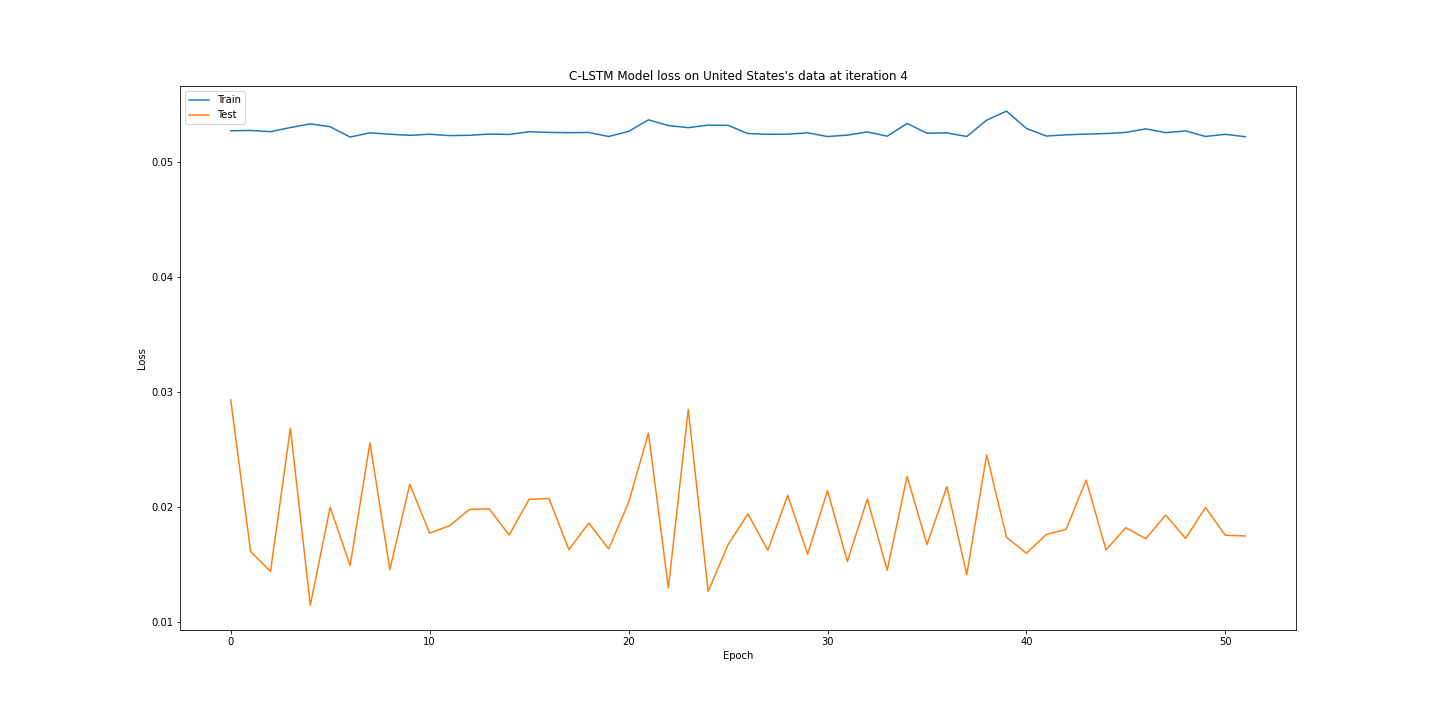 C-LSTM Model loss on United States's data at iteration 4
Train
Test
0.05
0.04
0.03
0.02
0.01
Loss
0 10 20 30 40 50
Epoch